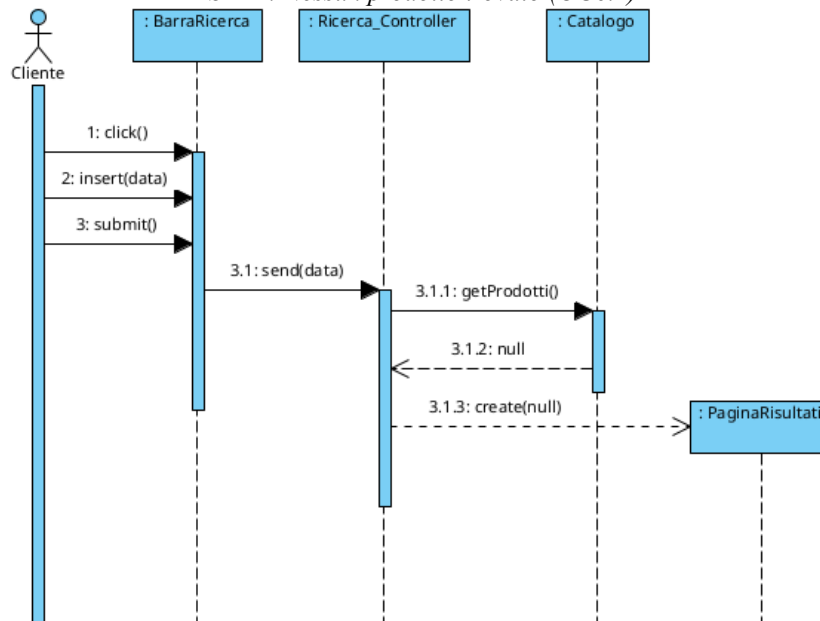 : BarraRicerca
: Ricerca_Controller
: Catalogo
Cliente
1: click()
2: insert(data)
3: submit()
3.1: send(data)
3.1.1: getProdotti()
3.1.2: null
3.1.3: create(null)
: PaginaRisultati